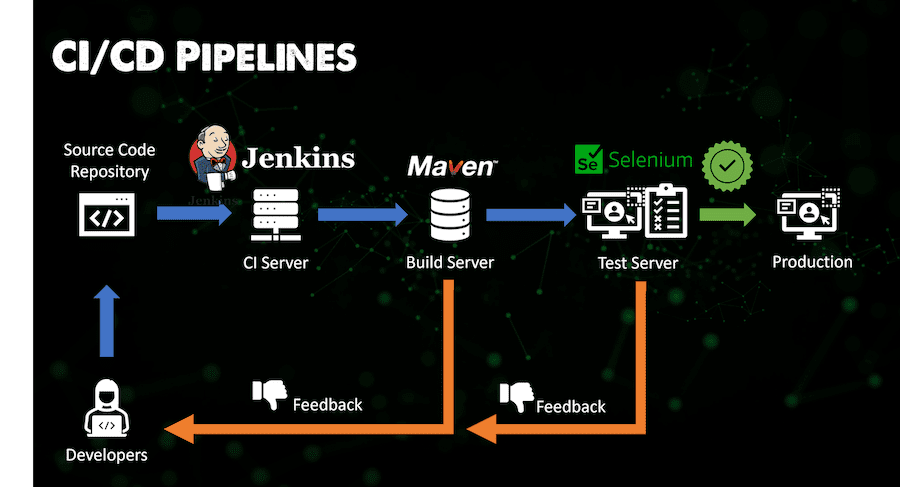 CI/CD PIPELINES
Source Code
Repository
Jenkins
Jenkins
</>
CI Server
Maven™
Build Server
Se
Selenium
Test Server
Production
Feedback
Feedback
</>
Developers